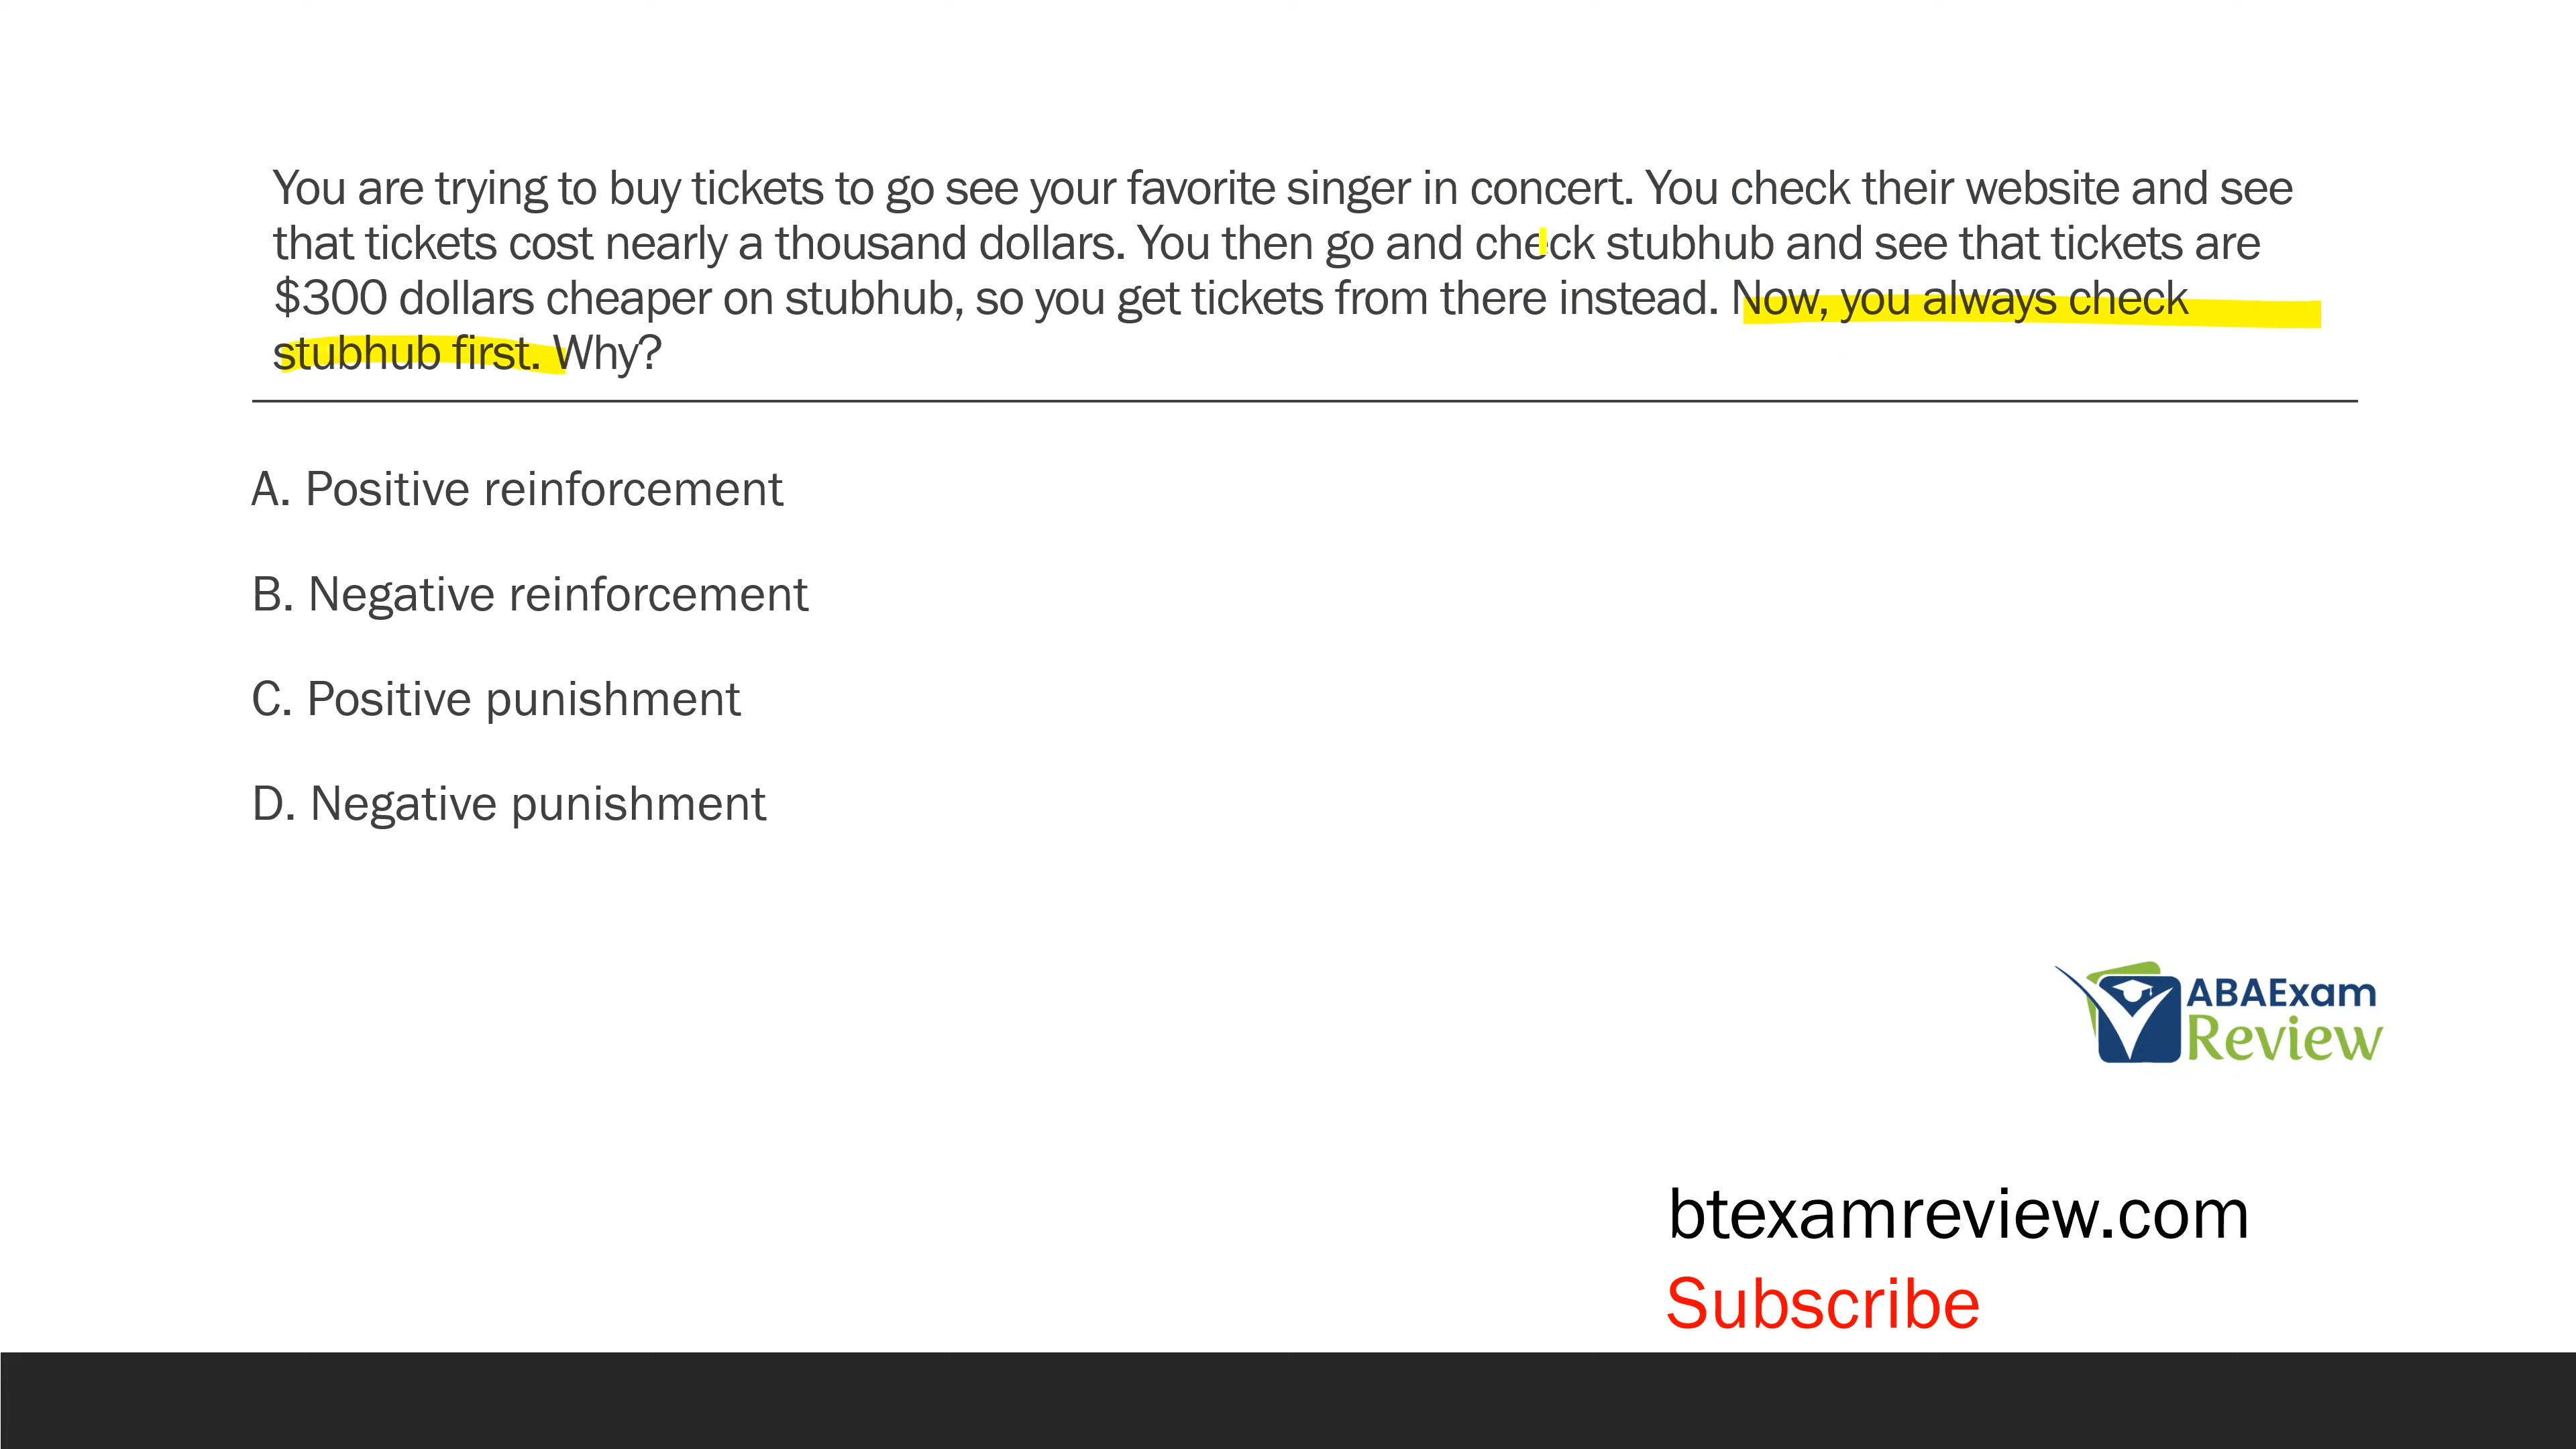 You are trying to buy tickets to go see your favorite singer in concert. You check their website and see
that tickets cost nearly a thousand dollars. You then go and check stubhub and see that tickets are
$300 dollars cheaper on stubhub, so you get tickets from there instead. Now, you always check
stubhub first. Why?
A. Positive reinforcement
B. Negative reinforcement
C. Positive punishment
D. Negative punishment
ABAExam
Review
btexamreview.com
Subscribe